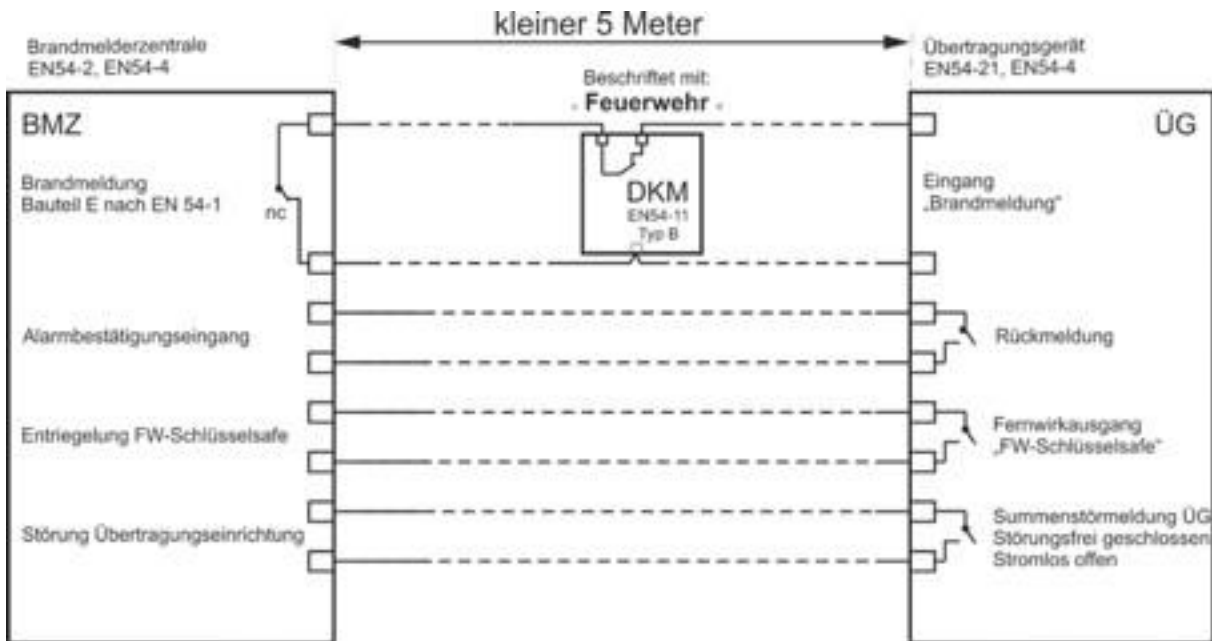 kleiner 5 Meter
Brandmelderzentrale
EN54-2, EN54-4
Übertragungsgerät
EN54-21, EN54-4
Beschriftet mit:
Feuerwehr
BMZ
ÜG
Brandmeldung
Bauteil E nach EN 54-1
nc
DKM
EN54-11
Typ B
Eingang
„Brandmeldung“
Alarmbestätigungseingang
Rückmeldung
Entriegelung FW-Schlüsselsafe
Fernwirkausgang
„FW-Schlüsselsafe“
Störung Übertragungseinrichtung
Summenstörmeldung ÜG
Störungsfrei geschlossen
Stromlos offen